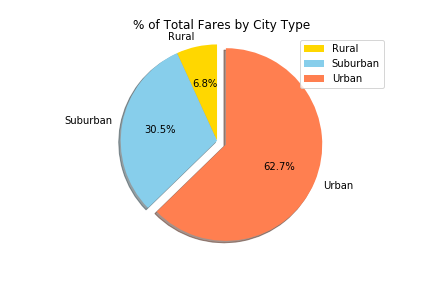 % of Total Fares by City Type
Rural
Suburban
Urban
Rural
6.8%
Suburban
30.5%
62.7%
Urban